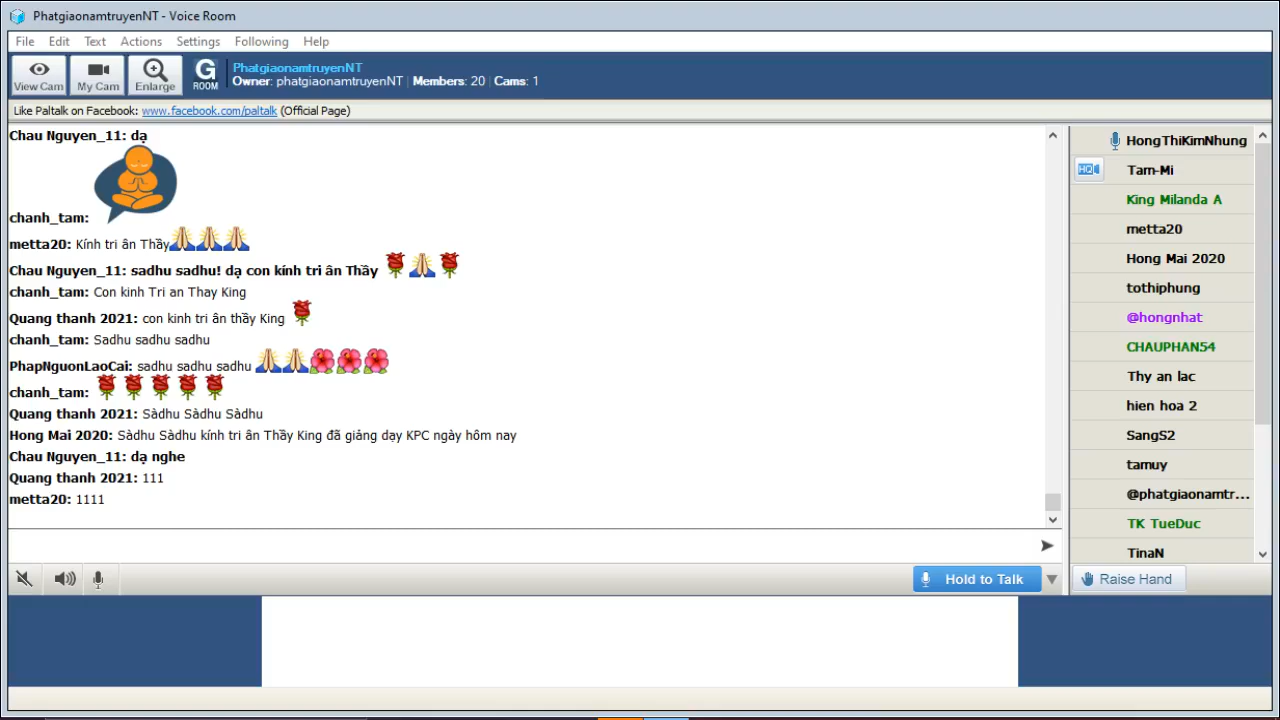 PhatgiaonamtruyenNT - Voice Room
File Edit Text Actions Settings Following Help
View Cam
My Cam
Enlarge
G
ROOM
PhatgiaonamtruyenNT
Owner: phatgiaonamtruyenNT | Members: 20 | Cams: 1
Like Paltalk on Facebook: www.facebook.com/paltalk (Official Page)
Chau Nguyen_11: dạ
chanh_tam:
metta20: Kính tri ân Thầy
Chau Nguyen_11: sadhu sadhu! dạ con kính tri ân Thầy
chanh_tam: Con kinh Tri an Thay King
Quang thanh 2021: con kinh tri ân thầy King
chanh_tam: Sadhu sadhu sadhu
PhapNguonLaoCai: sadhu sadhu sadhu
chanh_tam:
Quang thanh 2021: Sàdhu Sàdhu Sàdhu
Hong Mai 2020: Sàdhu Sàdhu kính tri ân Thầy King đã giảng dạy KPC ngày hôm nay
Chau Nguyen_11: dạ nghe
Quang thanh 2021: 111
metta20: 1111
HongThiKimNhung
HQ
Tam-Mi
King Milanda A
metta20
Hong Mai 2020
tothiphung
@hongnhat
CHAUPHAN54
Thy an lac
hien hoa 2
SangS2
tamuy
@phatgiaonamtr...
TK TueDuc
TinaN
Hold to Talk
Raise Hand